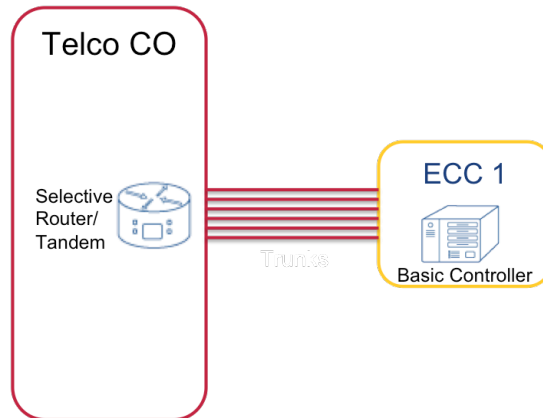 Telco CO
ECC 1
Selective
Router/
Tandem
Trunks
Basic Controller